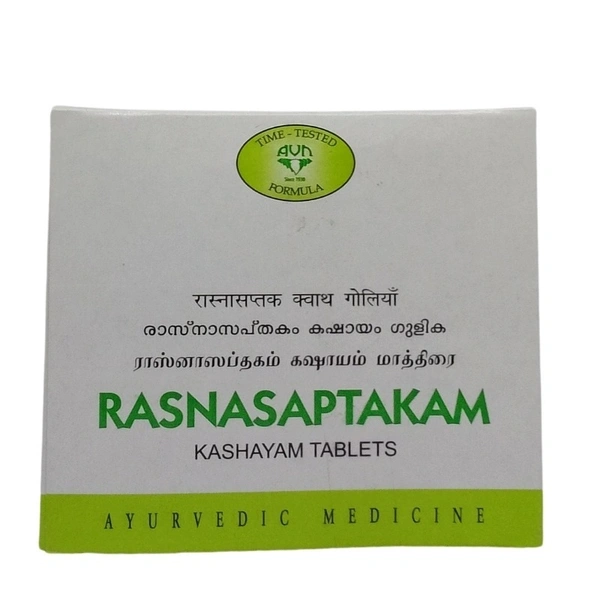 TIME - TESTED
AVN
Since 1930
FORMULA
रास्नासप्तक क्वाथ गोलियाँ
രാസ്നാസപ്തകം കഷായം ഗുളിക
ராஸ்னாஸப்தகம் கஷாயம் மாத்திரை
RASNASAPTAKAM
KASHAYAM TABLETS
AYURVEDIC MEDICINE